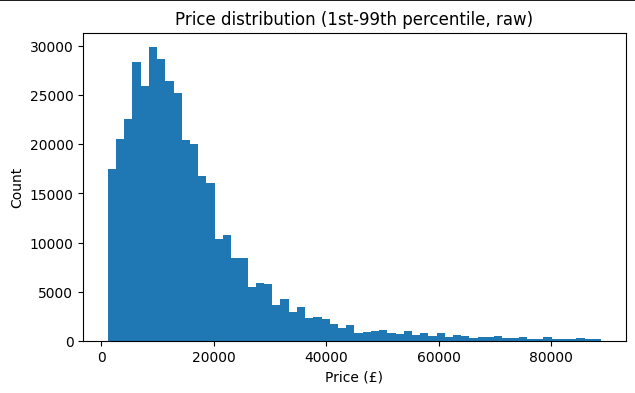 Price distribution (1st-99th percentile, raw)
30000
25000
20000
15000
10000
5000
0
Count
0 20000 40000 60000 80000
Price (£)